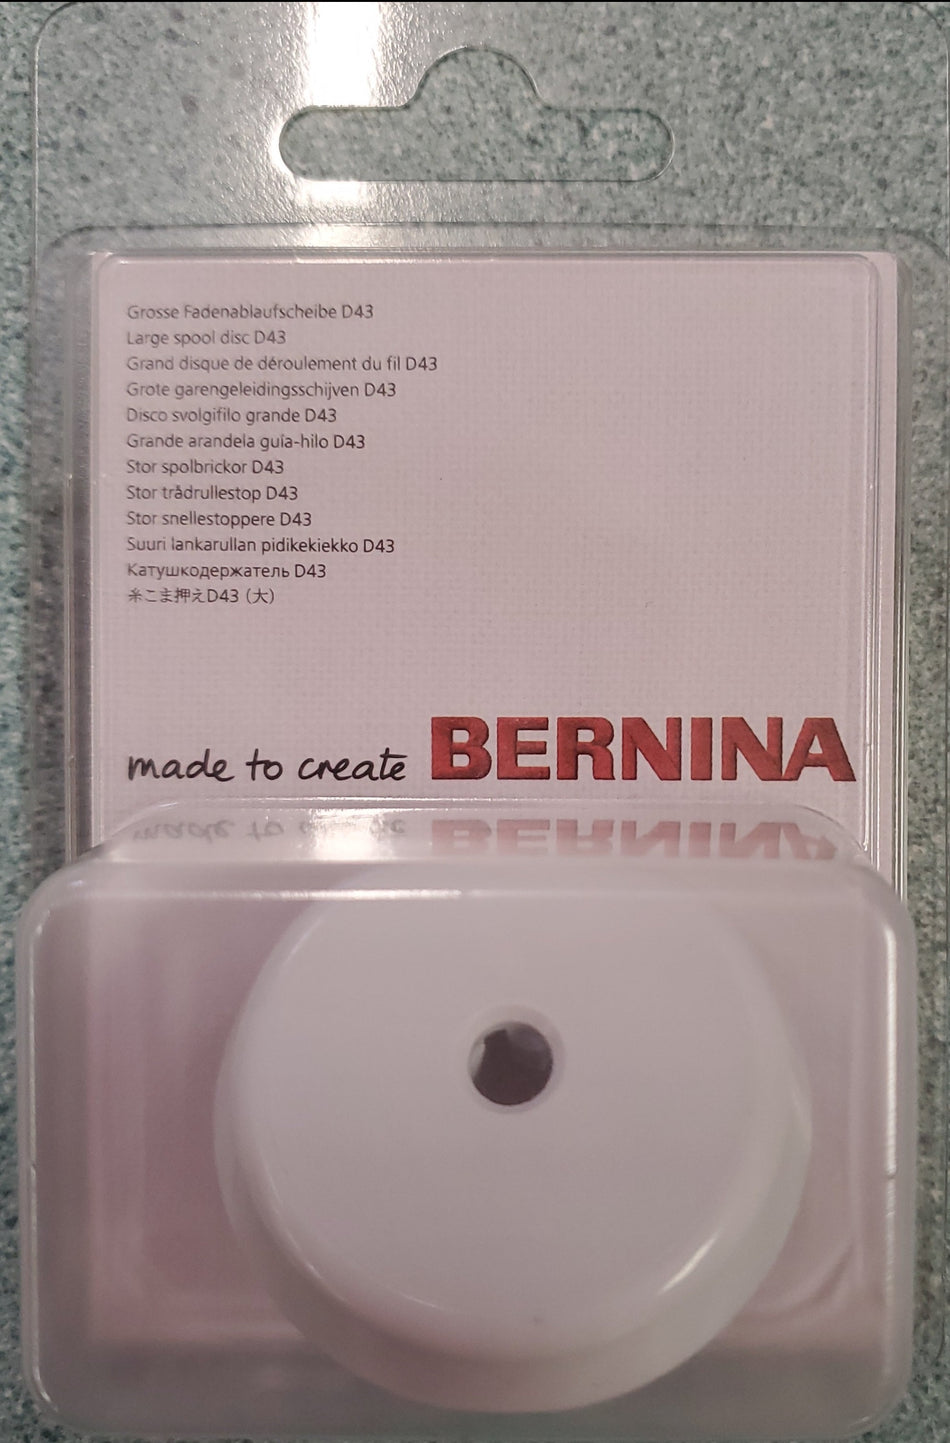 Grosse Fadenablaufscheibe D43
Large spool disc D43
Grand disque de déroulement du fil D43
Grote garengeleidingsschijven D43
Disco svolgifilo grande D43
Grande arandela guía-hilo D43
Stor spolbrickor D43
Stor trådrullestop D43
Stor snellestoppere D43
Suuri lankarullan pidikekiekko D43
Катушкодержатель D43
糸こま押えD43（大）
made to create BERNINA